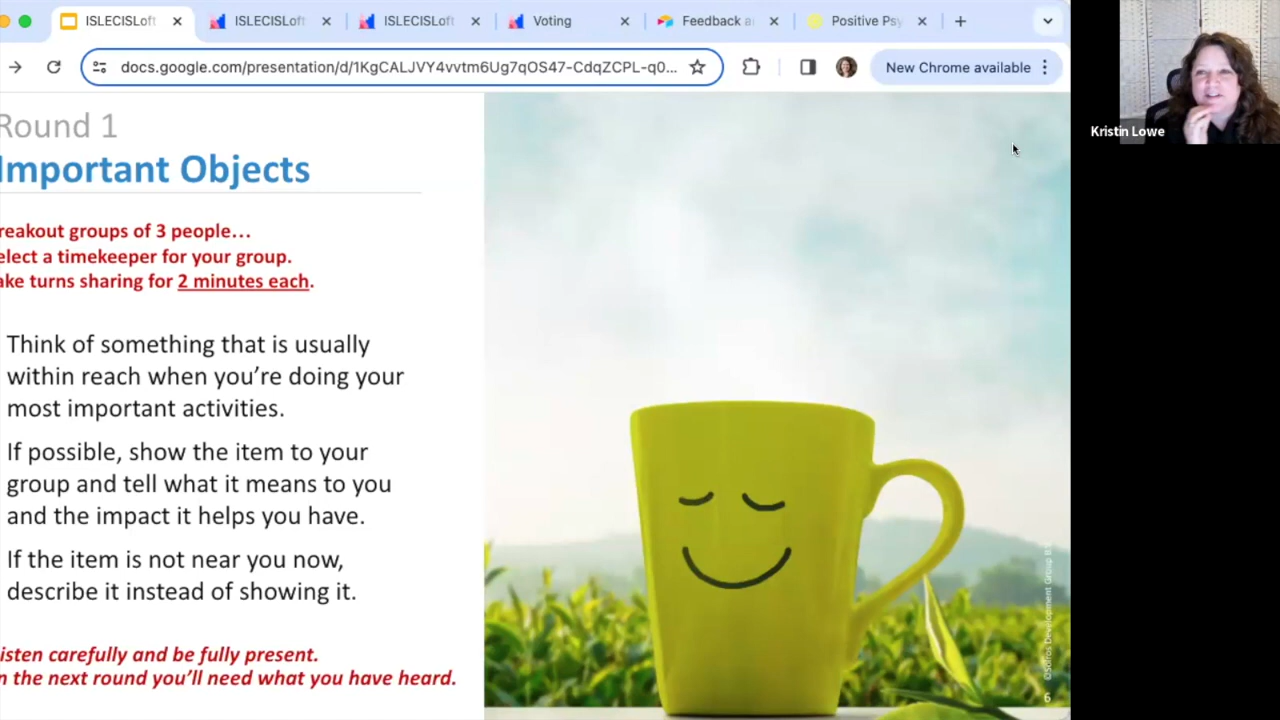 ISLECISLoft
ISLECISLoft
ISLECISLoft
Voting
Feedback a
Positive Psy
docs.google.com/presentation/d/1KgCALJVY4vvtm6Ug7qOS47-CdqZCPL-q0...
New Chrome available
Kristin Lowe
Round 1
Important Objects
reakout groups of 3 people…
elect a timekeeper for your group.
ake turns sharing for 2 minutes each.
Think of something that is usually
within reach when you’re doing your
most important activities.
If possible, show the item to your
group and tell what it means to you
and the impact it helps you have.
If the item is not near you now,
describe it instead of showing it.
isten carefully and be fully present.
n the next round you’ll need what you have heard.
Development Group